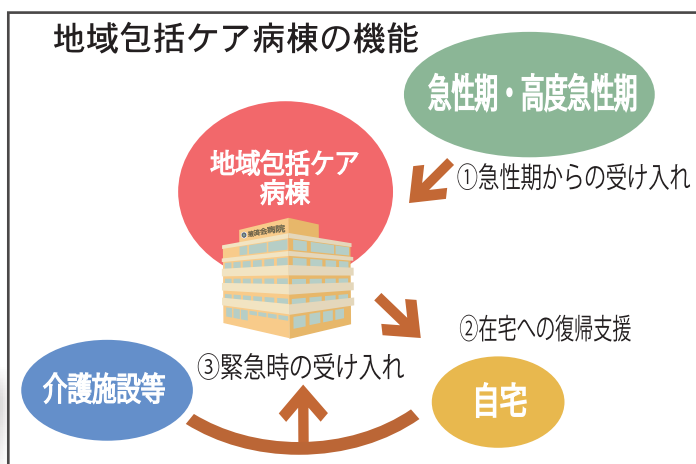 地域包括ケア病棟の機能
急性期・高度急性期
地域包括ケア
病棟
①急性期からの受け入れ
②在宅への復帰支援
③緊急時の受け入れ
介護施設等
自宅